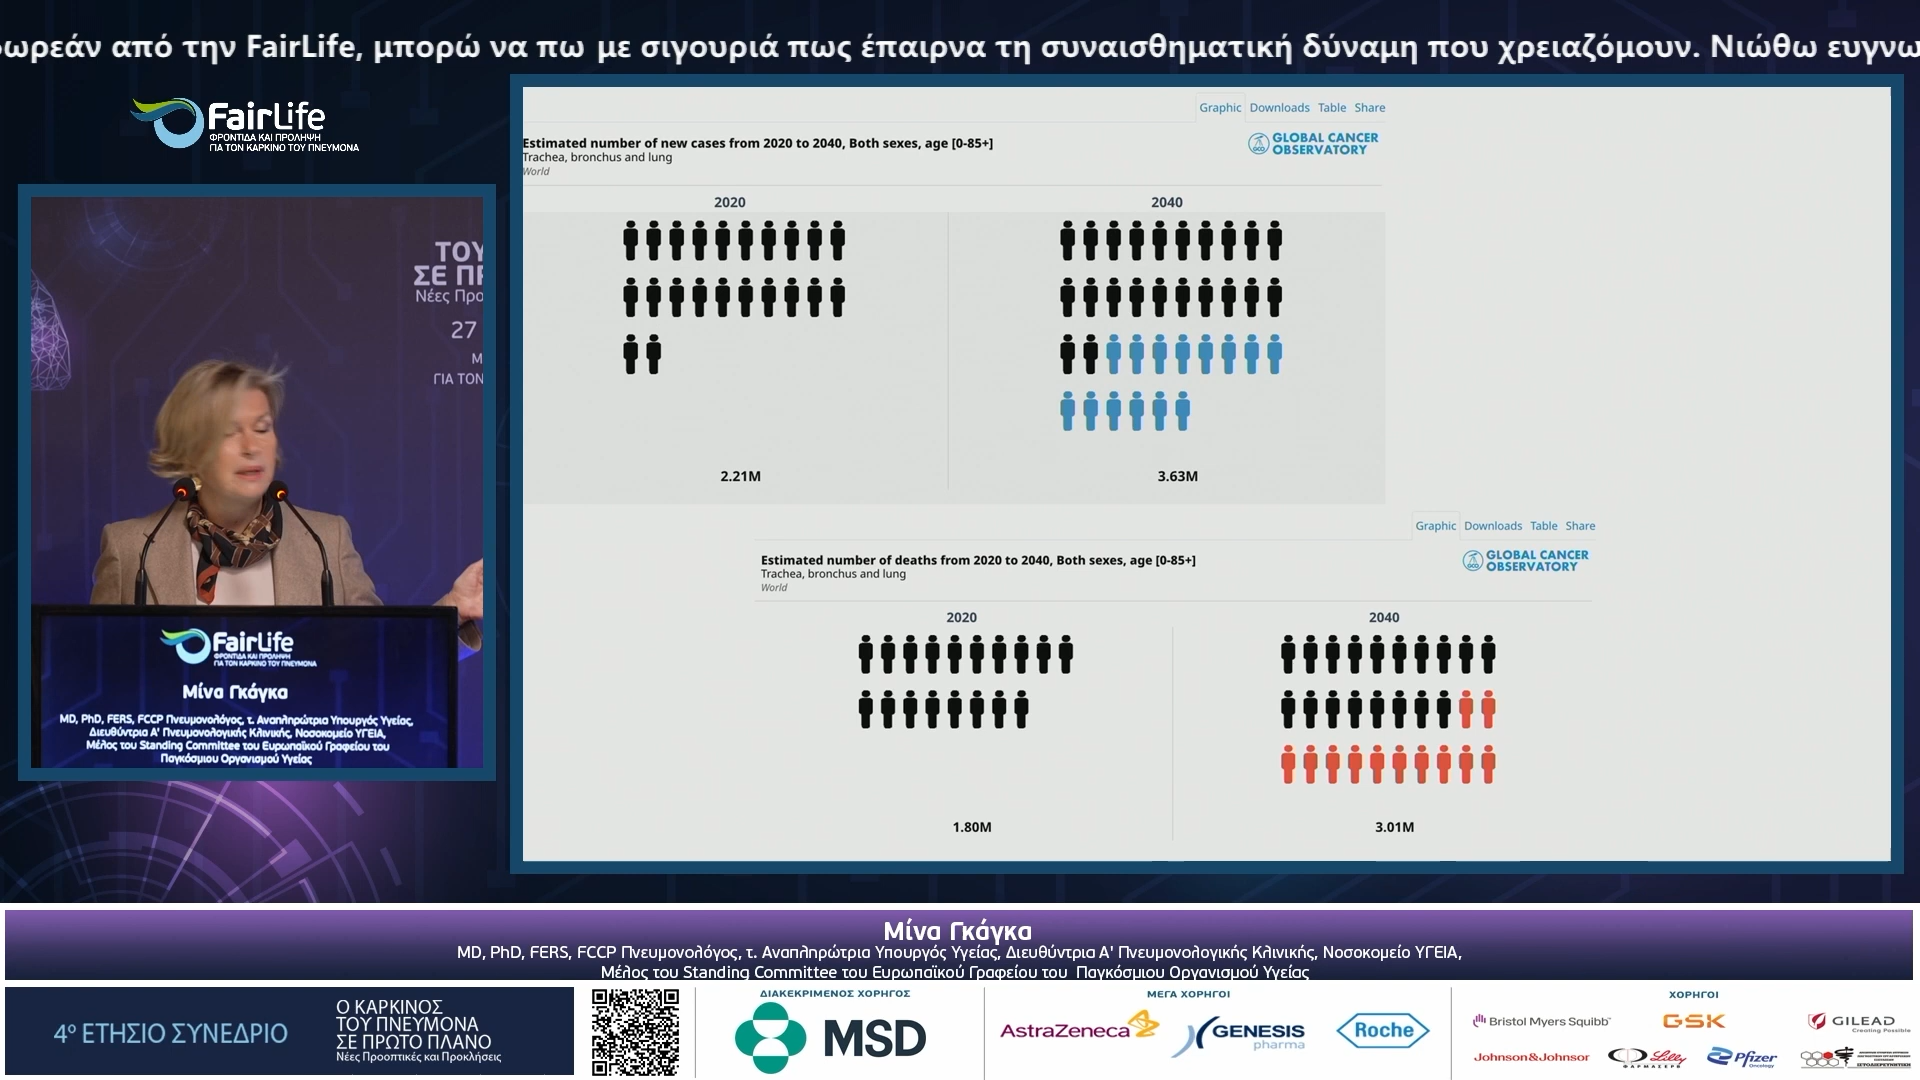 από την FairLife, μπορώ να πω με σιγουριά πως έπαιρνα τη συναισθηματική δύναμη που χρειαζόμουν. Νιώθω
FairLife
ΦΡΟΝΤΙΔΑ ΚΑΙ ΠΡΟΛΗΨΗ
ΓΙΑ ΤΟΝ ΚΑΡΚΙΝΟ ΤΟΥ ΠΝΕΥΜΟΝΑ
Graphic Downloads Table Share
Estimated number of new cases from 2020 to 2040, Both sexes, age [0-85+]
Trachea, bronchus and lung
World
GLOBAL CANCER
OBSERVATORY
2020 2040
2.21M 3.63M
Graphic Downloads Table Share
Estimated number of deaths from 2020 to 2040, Both sexes, age [0-85+]
Trachea, bronchus and lung
World
GLOBAL CANCER
OBSERVATORY
2020 2040
1.80M 3.01M
ΤΟΥ
ΣΕ
Νέες
27
ΓΙΑ ΤΟΝ
FairLife
ΦΡΟΝΤΙΔΑ ΚΑΙ ΠΡΟΛΗΨΗ
ΓΙΑ ΤΟΝ ΚΑΡΚΙΝΟ ΤΟΥ ΠΝΕΥΜΟΝΑ
Μίνα Γκάγκα
MD, PhD, FERS, FCCP Πνευμονολόγος, τ. Αναπληρώτρια Υπουργός Υγείας,
Διευθύντρια Α' Πνευμονολογικής Κλινικής, Νοσοκομείο ΥΓΕΙΑ,
Μέλος του Standing Committee του Ευρωπαϊκού Γραφείου του
Παγκόσμιου Οργανισμού Υγείας
Μίνα Γκάγκα
MD, PhD, FERS, FCCP Πνευμονολόγος, τ. Αναπληρώτρια Υπουργός Υγείας, Διευθύντρια Α' Πνευμονολογικής Κλινικής, Νοσοκομείο ΥΓΕΙΑ,
Μέλος του Standing Committee του Ευρωπαϊκού Γραφείου του Παγκόσμιου Οργανισμού Υγείας
4º ΕΤΗΣΙΟ ΣΥΝΕΔΡΙΟ
Ο ΚΑΡΚΙΝΟΣ
ΤΟΥ ΠΝΕΥΜΟΝΑ
ΣΕ ΠΡΩΤΟ ΠΛΑΝΟ
Νέες Προοπτικές και Προκλήσεις
ΔΙΑΚΕΚΡΙΜΕΝΟΣ ΧΟΡΗΓΟΣ
MSD
ΜΕΓΑ ΧΟΡΗΓΟΙ
AstraZeneca
GENESIS
pharma
Roche
ΧΟΡΗΓΟΙ
Bristol Myers Squibb™
GSK
GILEAD
Creating Possible
Johnson&Johnson
Lilly
ΦΑΡΜΑΣΕΡΒ
Pfizer
Oncology